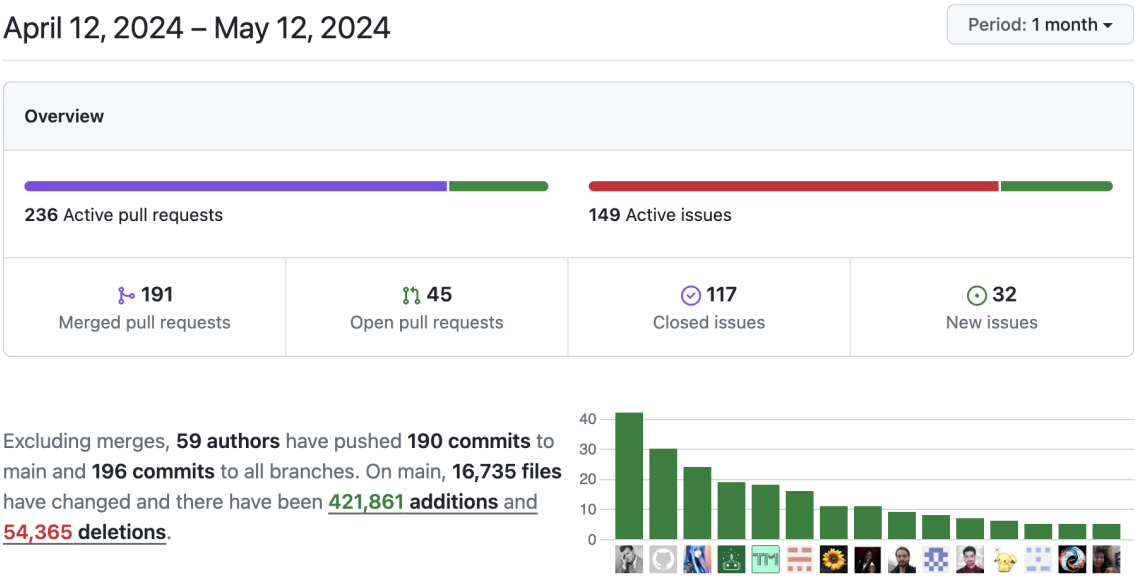 April 12, 2024 – May 12, 2024
Period: 1 month
Overview
236 Active pull requests
149 Active issues
191
Merged pull requests
45
Open pull requests
117
Closed issues
32
New issues
Excluding merges, 59 authors have pushed 190 commits to
main and 196 commits to all branches. On main, 16,735 files
have changed and there have been 421,861 additions and
54,365 deletions.
40
30
20
10
0
TM